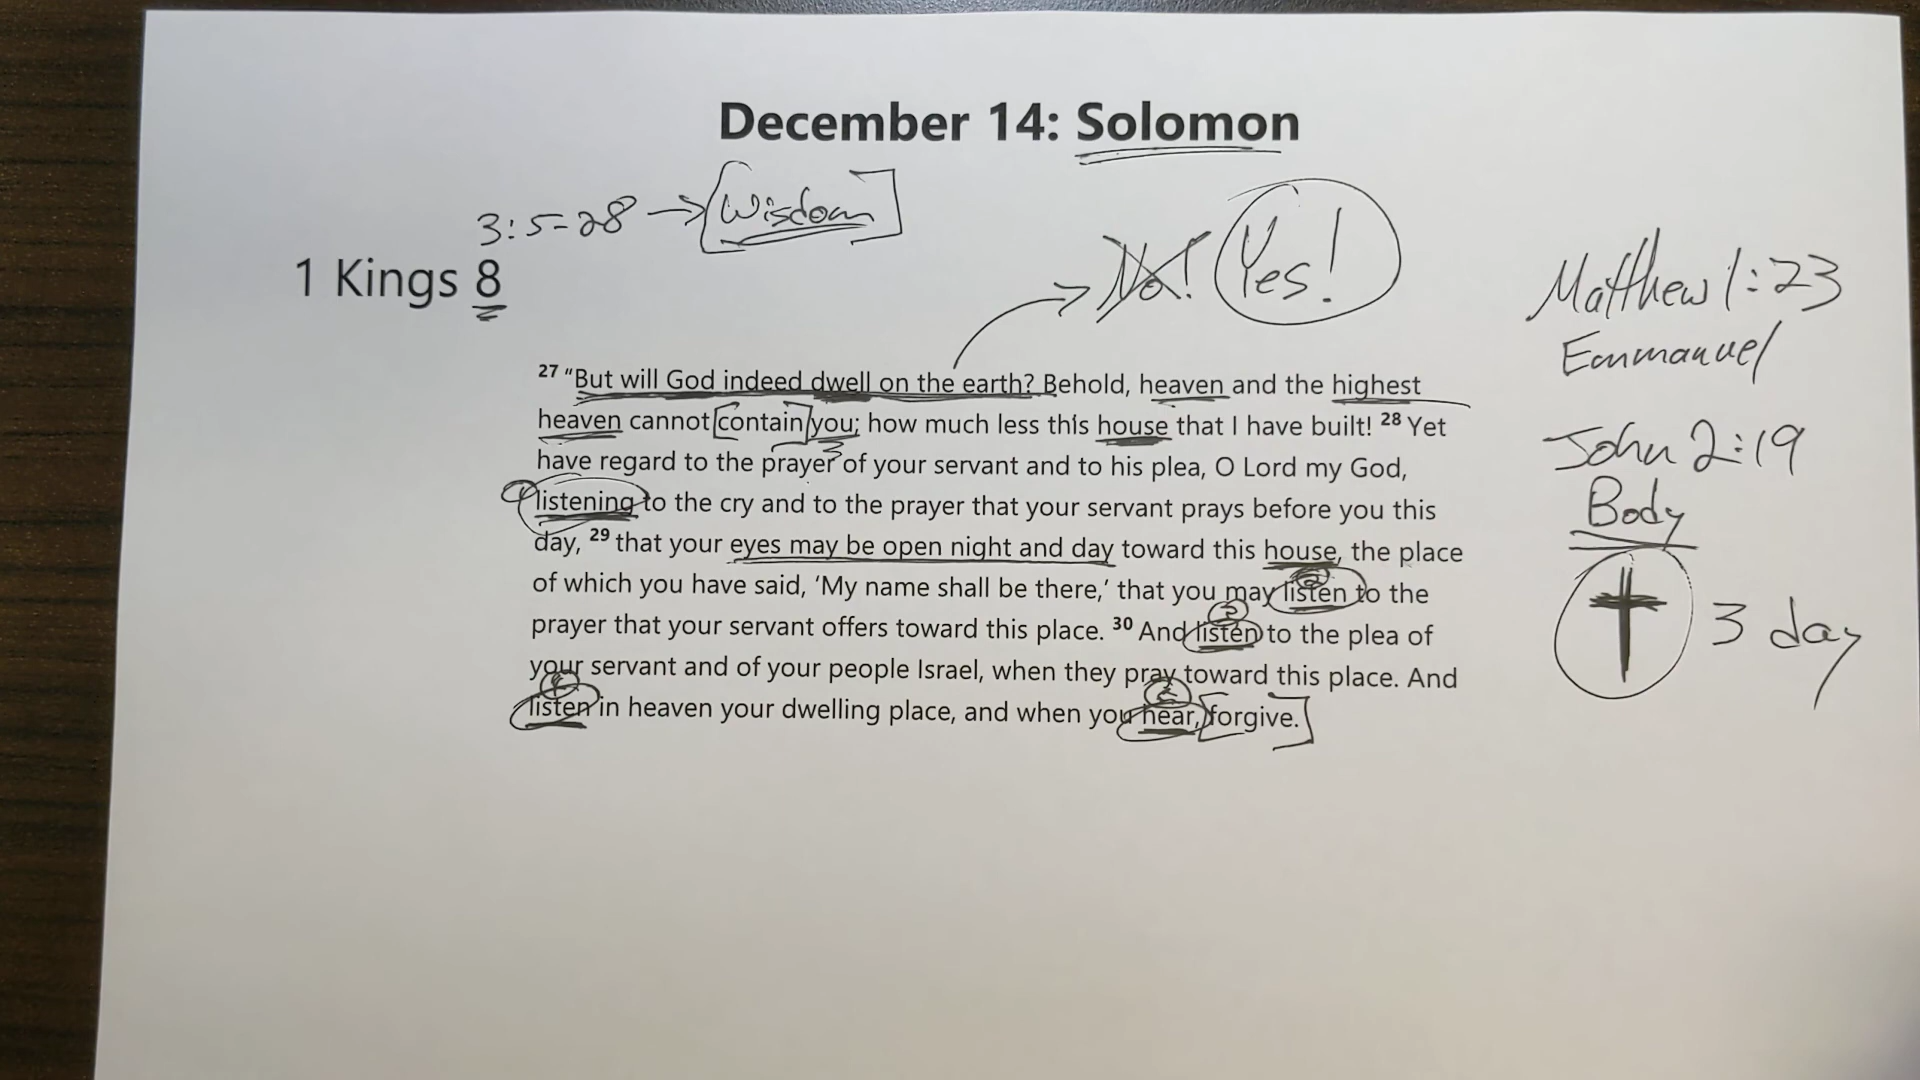 December 14: Solomon
3:5-28 → Wisdom
1 Kings 8
No! Yes!
27 "But will God indeed dwell on the earth? Behold, heaven and the highest
heaven cannot contain you; how much less this house that I have built! 28 Yet
have regard to the prayer of your servant and to his plea, O Lord my God,
1 listening to the cry and to the prayer that your servant prays before you this
day, 29 that your eyes may be open night and day toward this house, the place
of which you have said, ‘My name shall be there,’ that you may listen to the
prayer that your servant offers toward this place. 30 And listen to the plea of
your servant and of your people Israel, when they pray toward this place. And
listen in heaven your dwelling place, and when you hear, forgive.
Matthew 1:23
Emmanuel
John 2:19
Body
3 day